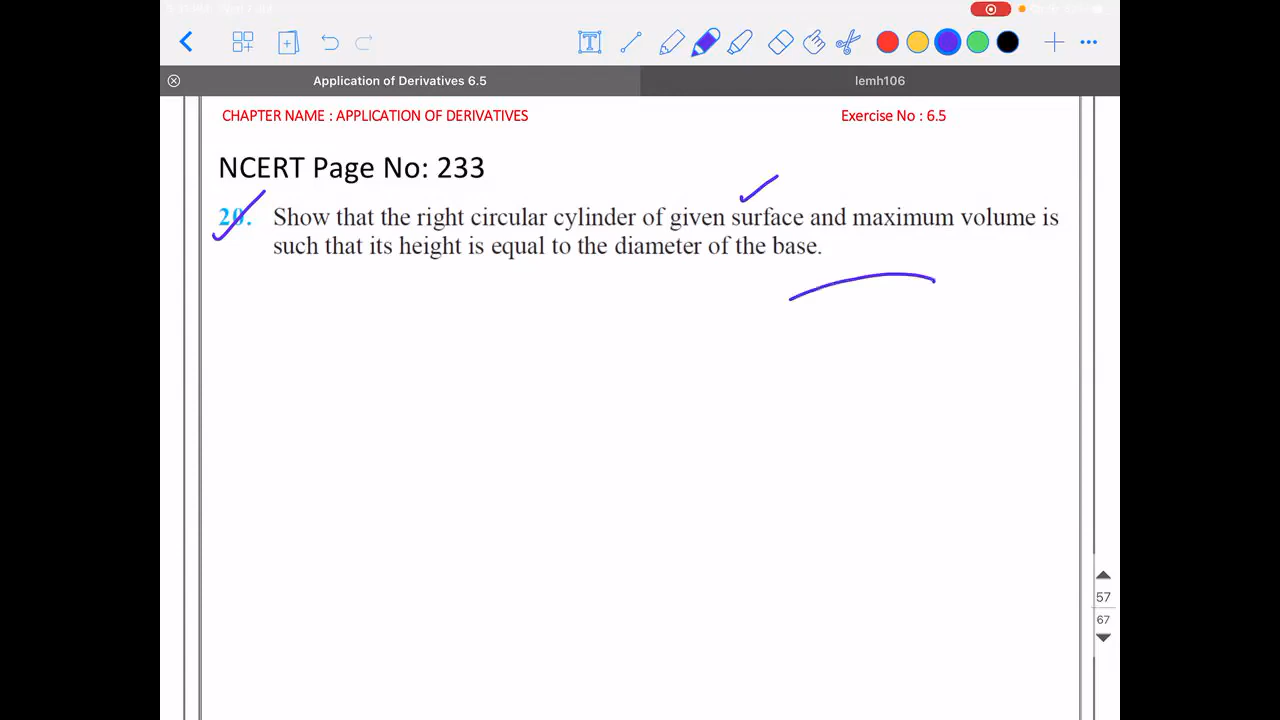 Application of Derivatives 6.5
lemh106
CHAPTER NAME : APPLICATION OF DERIVATIVES
Exercise No : 6.5
NCERT Page No: 233
20. Show that the right circular cylinder of given surface and maximum volume is
such that its height is equal to the diameter of the base.
57
67